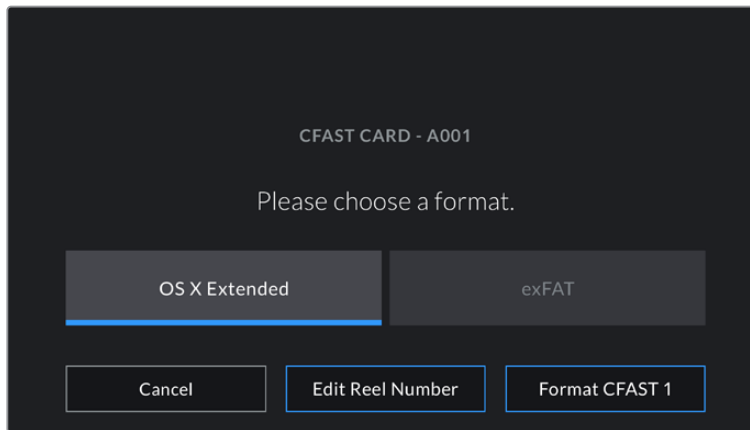 CFAST CARD - A001
Please choose a format.
OS X Extended exFAT
Cancel Edit Reel Number Format CFAST 1